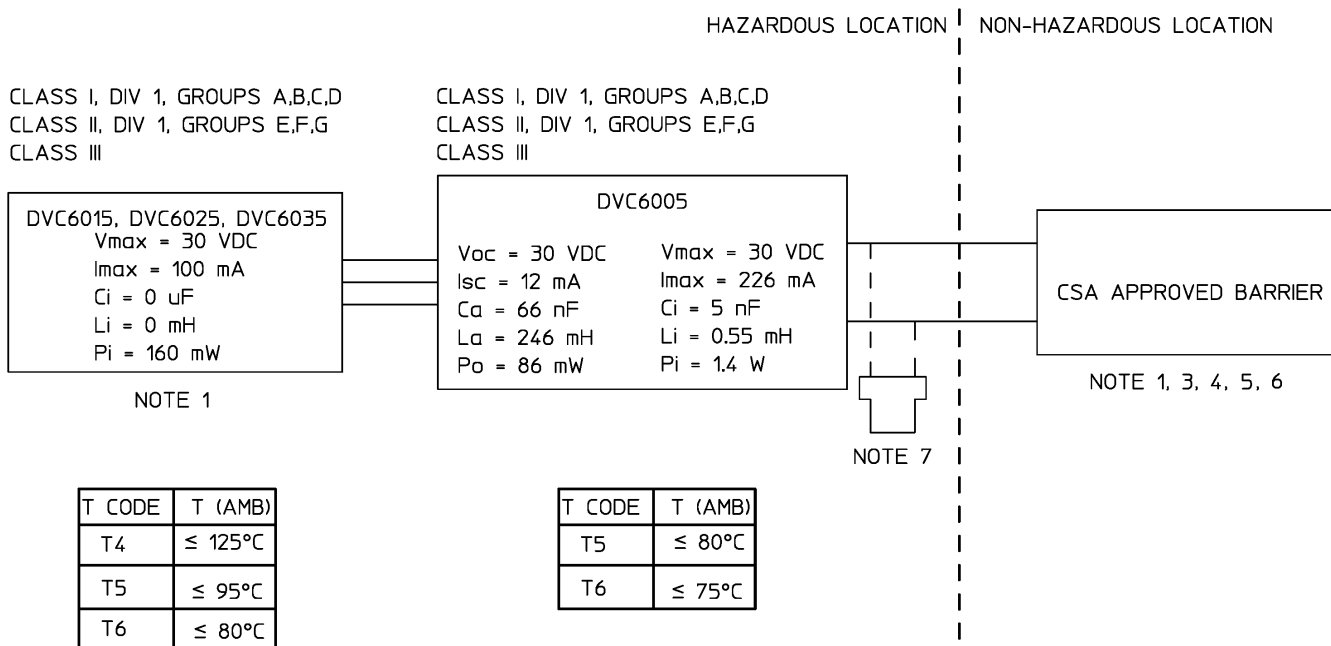 HAZARDOUS LOCATION
NON-HAZARDOUS LOCATION
CLASS I, DIV 1, GROUPS A,B,C,D
CLASS II, DIV 1, GROUPS E,F,G
CLASS III
CLASS I, DIV 1, GROUPS A,B,C,D
CLASS II, DIV 1, GROUPS E,F,G
CLASS III
DVC6015, DVC6025, DVC6035
Vmax = 30 VDC
Imax = 100 mA
Ci = 0 uF
Li = 0 mH
Pi = 160 mW
NOTE 1
DVC6005
Voc = 30 VDC
Isc = 12 mA
Ca = 66 nF
La = 246 mH
Po = 86 mW
Vmax = 30 VDC
Imax = 226 mA
Ci = 5 nF
Li = 0.55 mH
Pi = 1.4 W
CSA APPROVED BARRIER
NOTE 1, 3, 4, 5, 6
NOTE 7
T CODE T (AMB)
T4 ≤ 125°C
T5 ≤ 95°C
T6 ≤ 80°C
T CODE T (AMB)
T5 ≤ 80°C
T6 ≤ 75°C